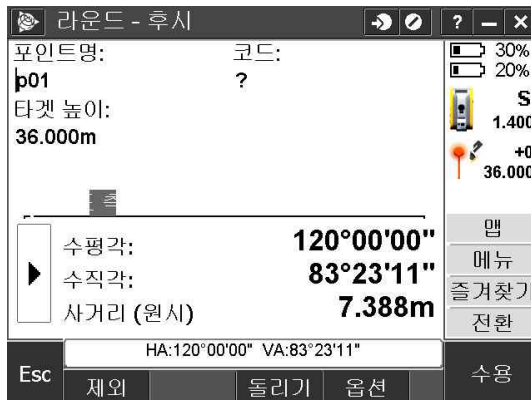 라운드 - 후시
? – ×
포인트명: 코드:
p01 ?
타겟 높이:
36.000m
30%
20%
S
1.400
+0
36.000
측
수평각: 120°00'00"
수직각: 83°23'11"
사거리 (원시) 7.388m
맵
메뉴
즐겨찾기
전환
HA:120°00'00" VA:83°23'11"
Esc 제외 돌리기 옵션 수용